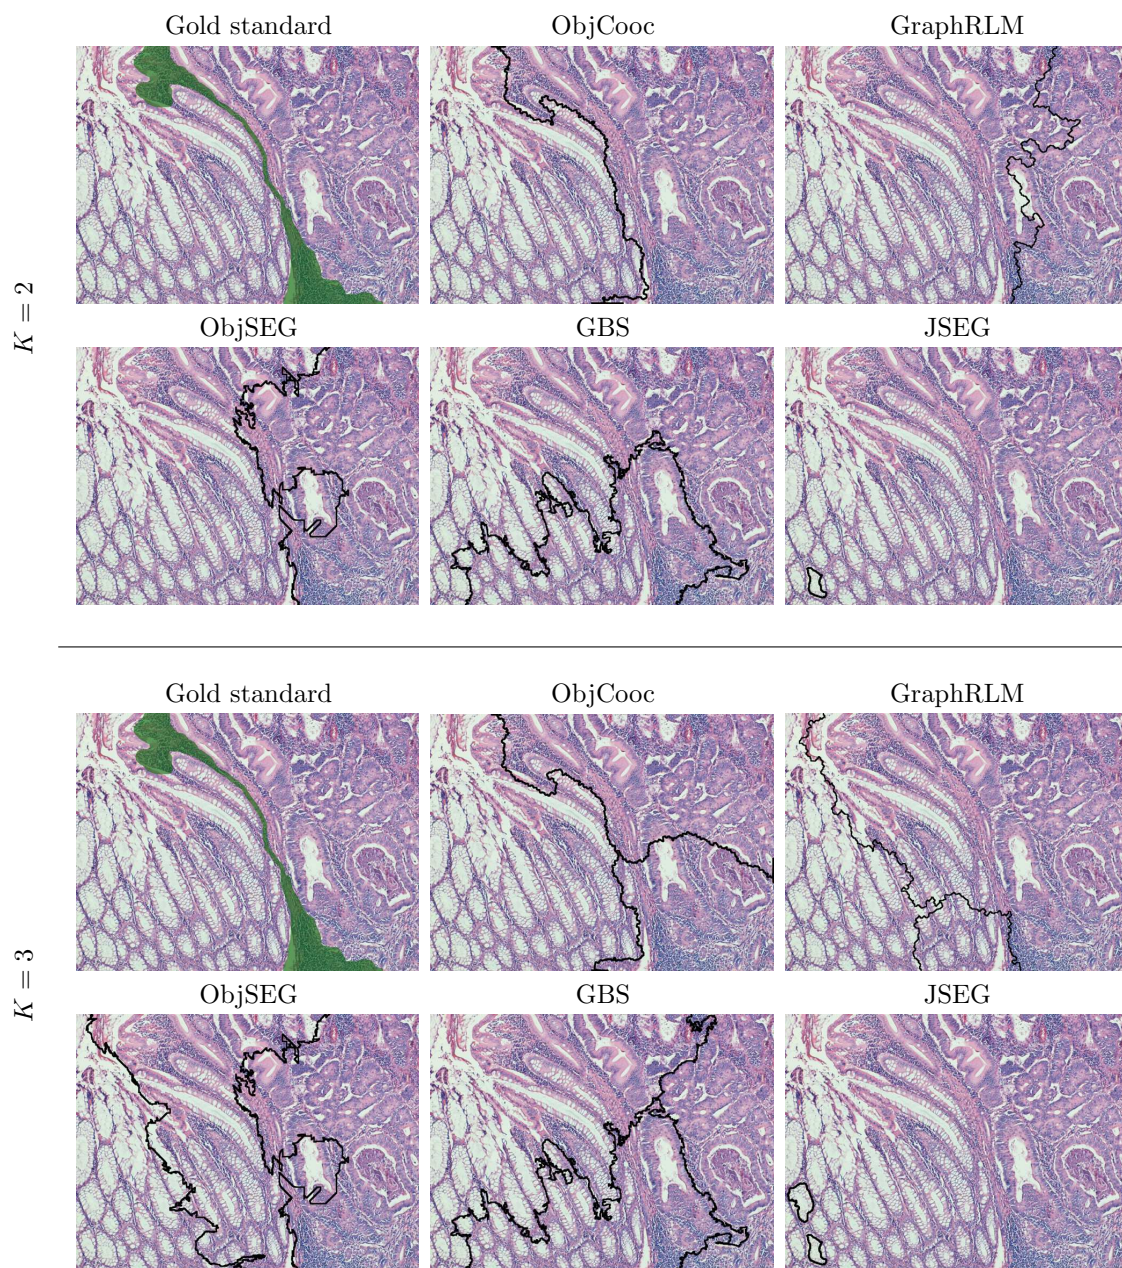 Gold standard ObjCooc GraphRLM
K = 2
ObjSEG GBS JSEG
Gold standard ObjCooc GraphRLM
K = 3
ObjSEG GBS JSEG